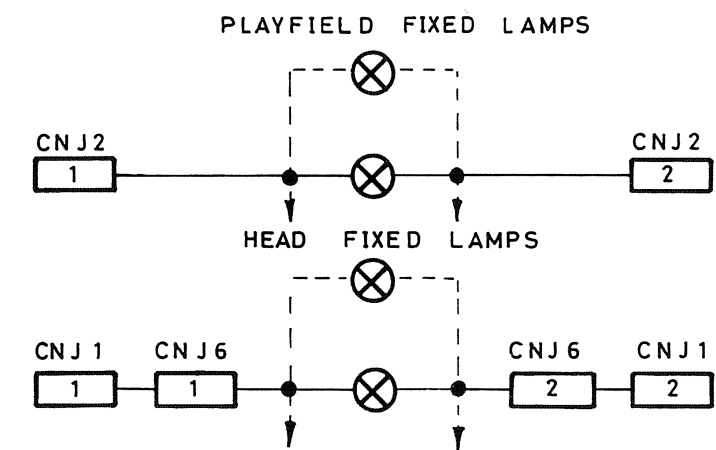 PLAYFIELD FIXED LAMPS
CNJ2 CNJ2
1 2
HEAD FIXED LAMPS
CNJ1 CNJ6 CNJ6 CNJ1
1 1 2 2